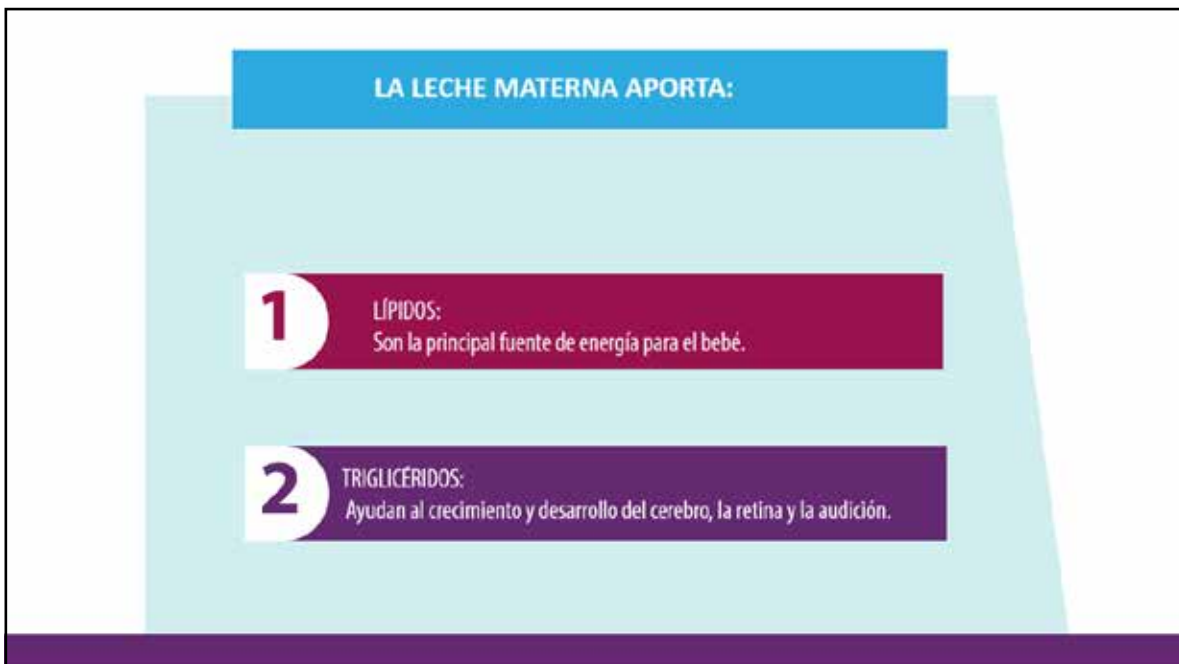 LA LECHE MATERNA APORTA:
1
LÍPIDOS:
Son la principal fuente de energía para el bebé.
2
TRIGLICÉRIDOS:
Ayudan al crecimiento y desarrollo del cerebro, la retina y la audición.